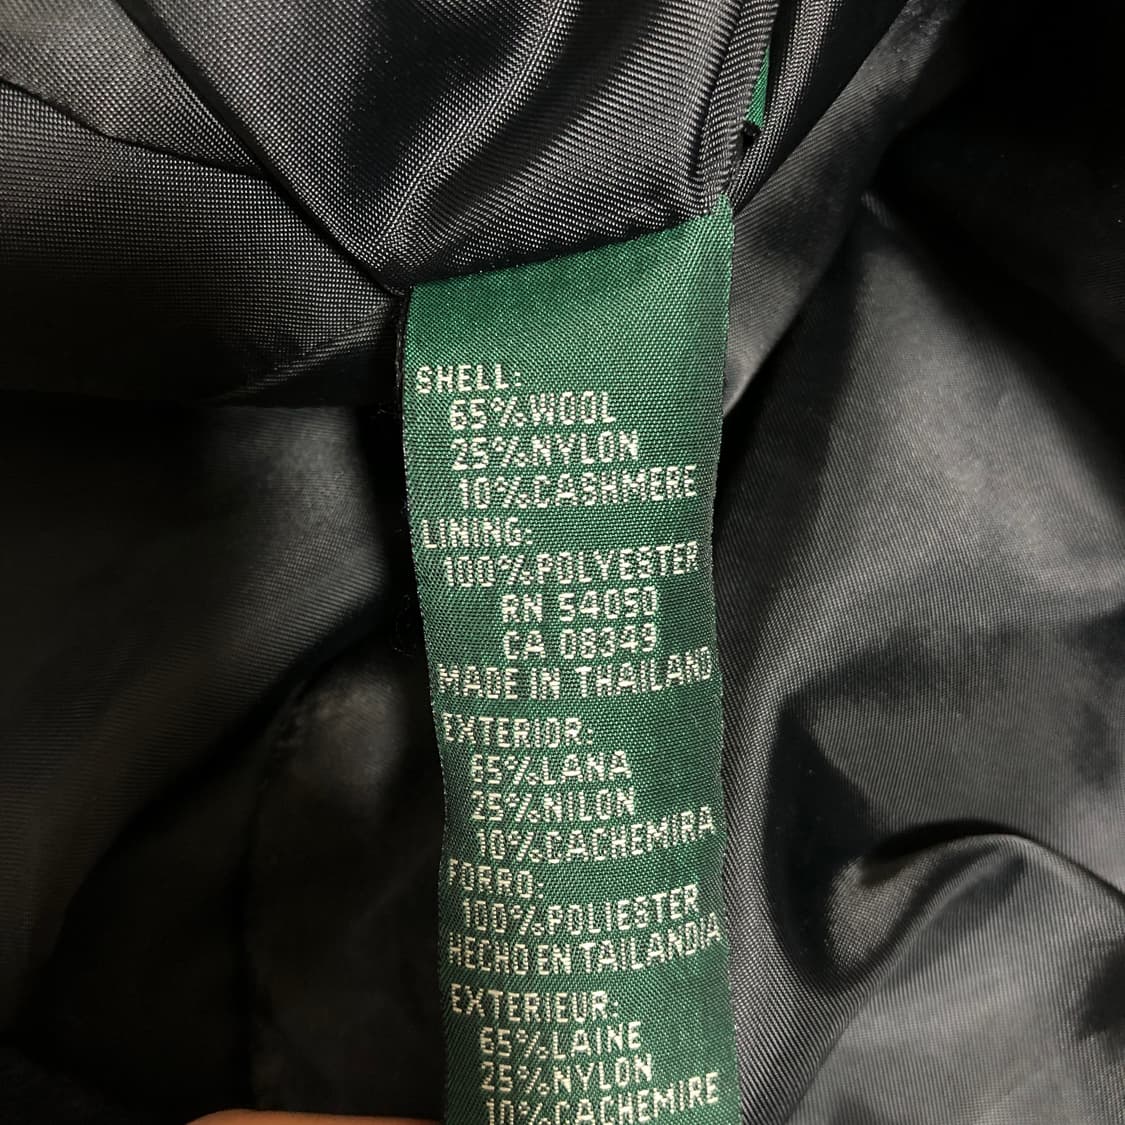 SHELL:
65%WOOL
25%NYLON
10%CASHMERE
LINING:
100%POLYESTER
RN 54050
CA 08349
MADE IN THAILAND
EXTERIOR:
65%LANA
25%NILON
10%CACHEMIRA
FORRO:
100%POLIESTER
HECHO EN TAILANDIA
EXTERIEUR:
65%LAINE
25%NYLON
10%CACHEMIRE